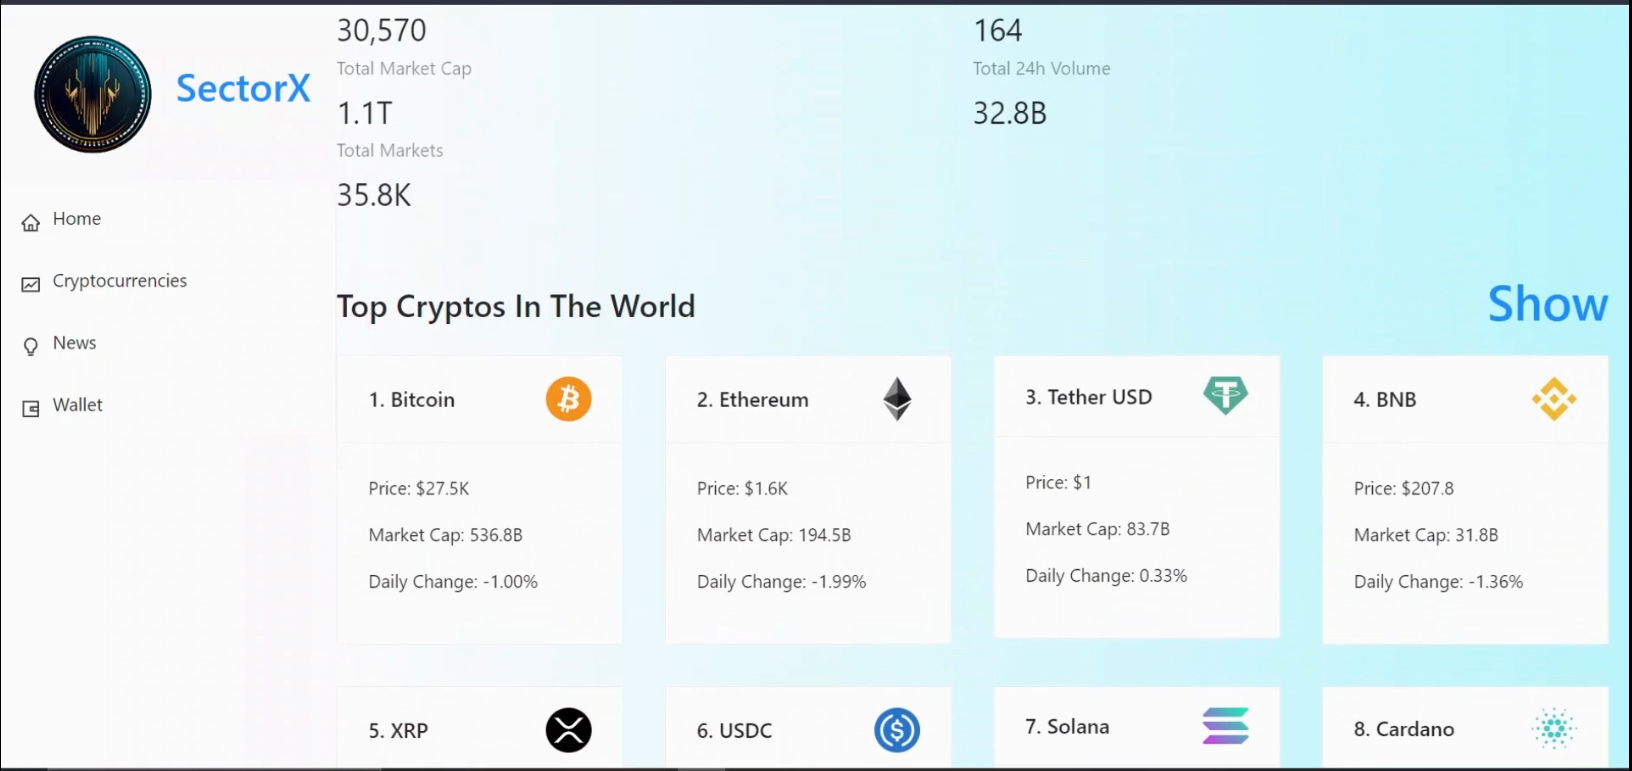 SectorX
Home
Cryptocurrencies
News
Wallet
30,570
164
Total Market Cap
Total 24h Volume
1.1T
32.8B
Total Markets
35.8K
Top Cryptos In The World
Show
1. Bitcoin
Price: $27.5K
Market Cap: 536.8B
Daily Change: -1.00%
2. Ethereum
Price: $1.6K
Market Cap: 194.5B
Daily Change: -1.99%
3. Tether USD
Price: $1
Market Cap: 83.7B
Daily Change: 0.33%
4. BNB
Price: $207.8
Market Cap: 31.8B
Daily Change: -1.36%
5. XRP
6. USDC
7. Solana
8. Cardano